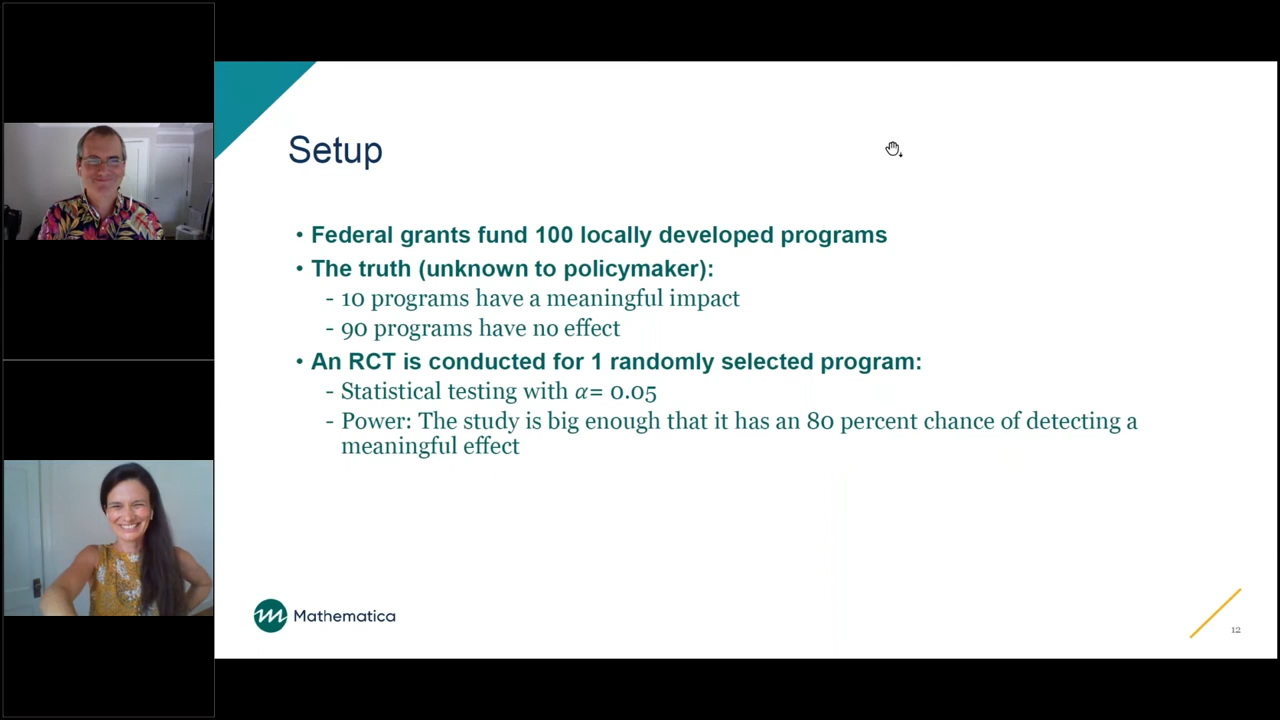 Setup
• Federal grants fund 100 locally developed programs
• The truth (unknown to policymaker):
- 10 programs have a meaningful impact
- 90 programs have no effect
• An RCT is conducted for 1 randomly selected program:
- Statistical testing with α= 0.05
- Power: The study is big enough that it has an 80 percent chance of detecting a
meaningful effect
Mathematica
12